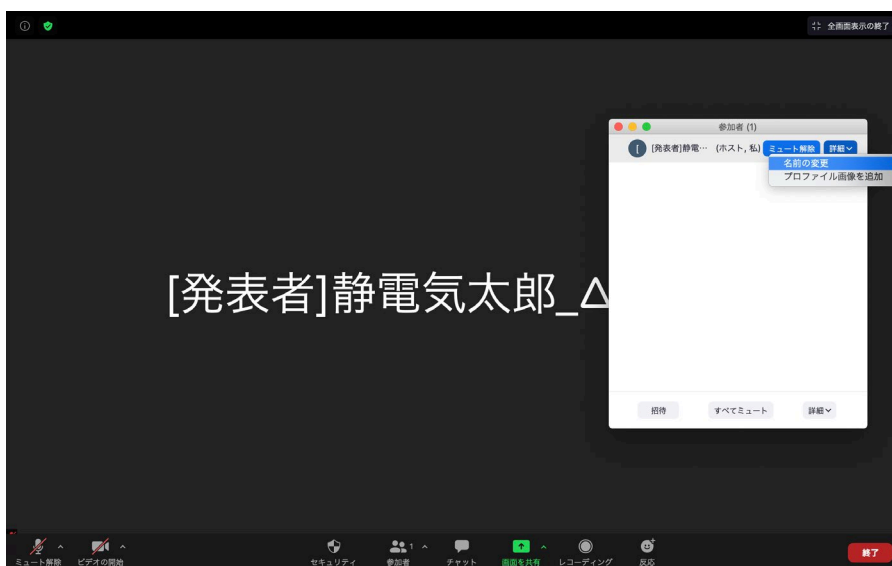 全画面表示の終了
参加者 (1)
[ [発表者]静電… (ホスト, 私) ミュート解除 詳細
名前の変更
プロファイル画像を追加
[発表者]静電気太郎_Δ
招待 すべてミュート 詳細
ミュート解除 ビデオの開始 セキュリティ 参加者 1 チャット 画面を共有 レコーディング 反応 終了